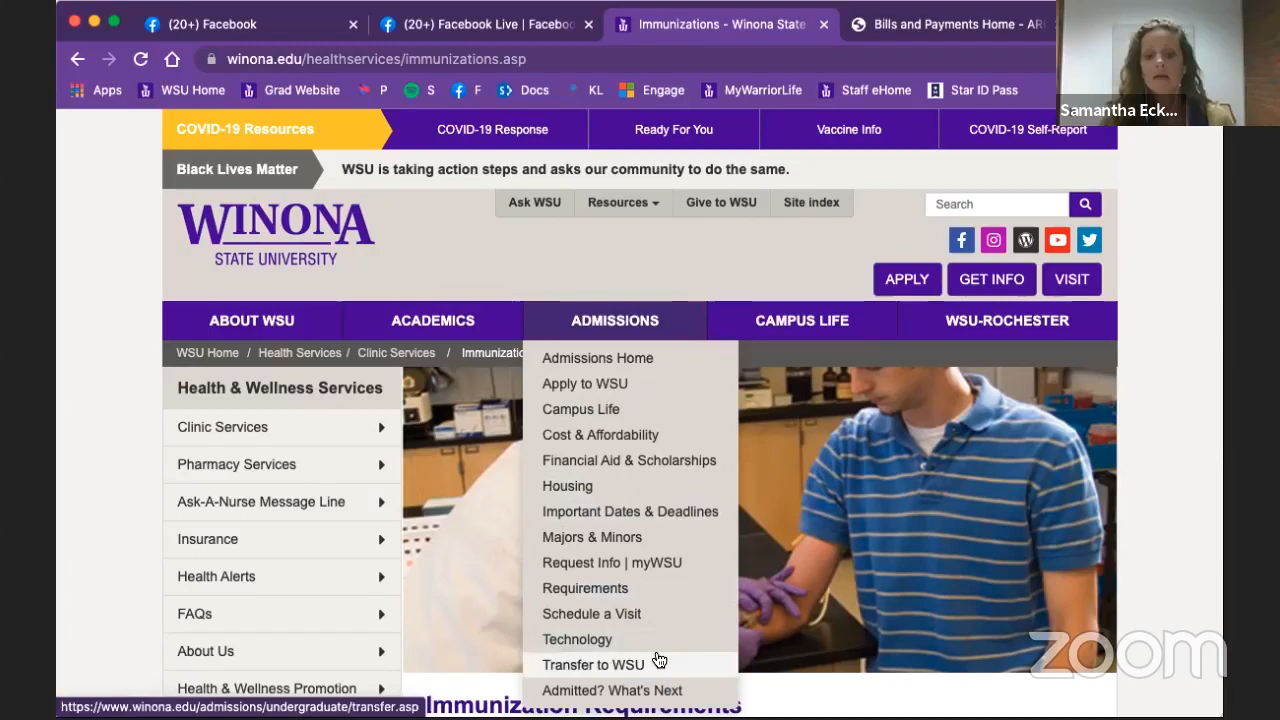 (20+) Facebook
(20+) Facebook Live | Faceboo
Immunizations - Winona State
Bills and Payments Home - AR
winona.edu/healthservices/immunizations.asp
Apps
WSU Home
Grad Website
P
S
F
Docs
KL
Engage
MyWarriorLife
Staff eHome
Star ID Pass
Samantha Eck...
COVID-19 Resources
COVID-19 Response
Ready For You
Vaccine Info
COVID-19 Self-Report
Black Lives Matter
WSU is taking action steps and asks our community to do the same.
WINONA
STATE UNIVERSITY
Ask WSU
Resources
Give to WSU
Site index
Search
APPLY
GET INFO
VISIT
ABOUT WSU
ACADEMICS
ADMISSIONS
CAMPUS LIFE
WSU-ROCHESTER
WSU Home / Health Services / Clinic Services / Immunizatio
Health & Wellness Services
Clinic Services
Pharmacy Services
Ask-A-Nurse Message Line
Insurance
Health Alerts
FAQs
About Us
Health & Wellness Promotion
Admissions Home
Apply to WSU
Campus Life
Cost & Affordability
Financial Aid & Scholarships
Housing
Important Dates & Deadlines
Majors & Minors
Request Info | myWSU
Requirements
Schedule a Visit
Technology
Transfer to WSU
Admitted? What's Next
zoom
https://www.winona.edu/admissions/undergraduate/transfer.asp
Immunization Requirements